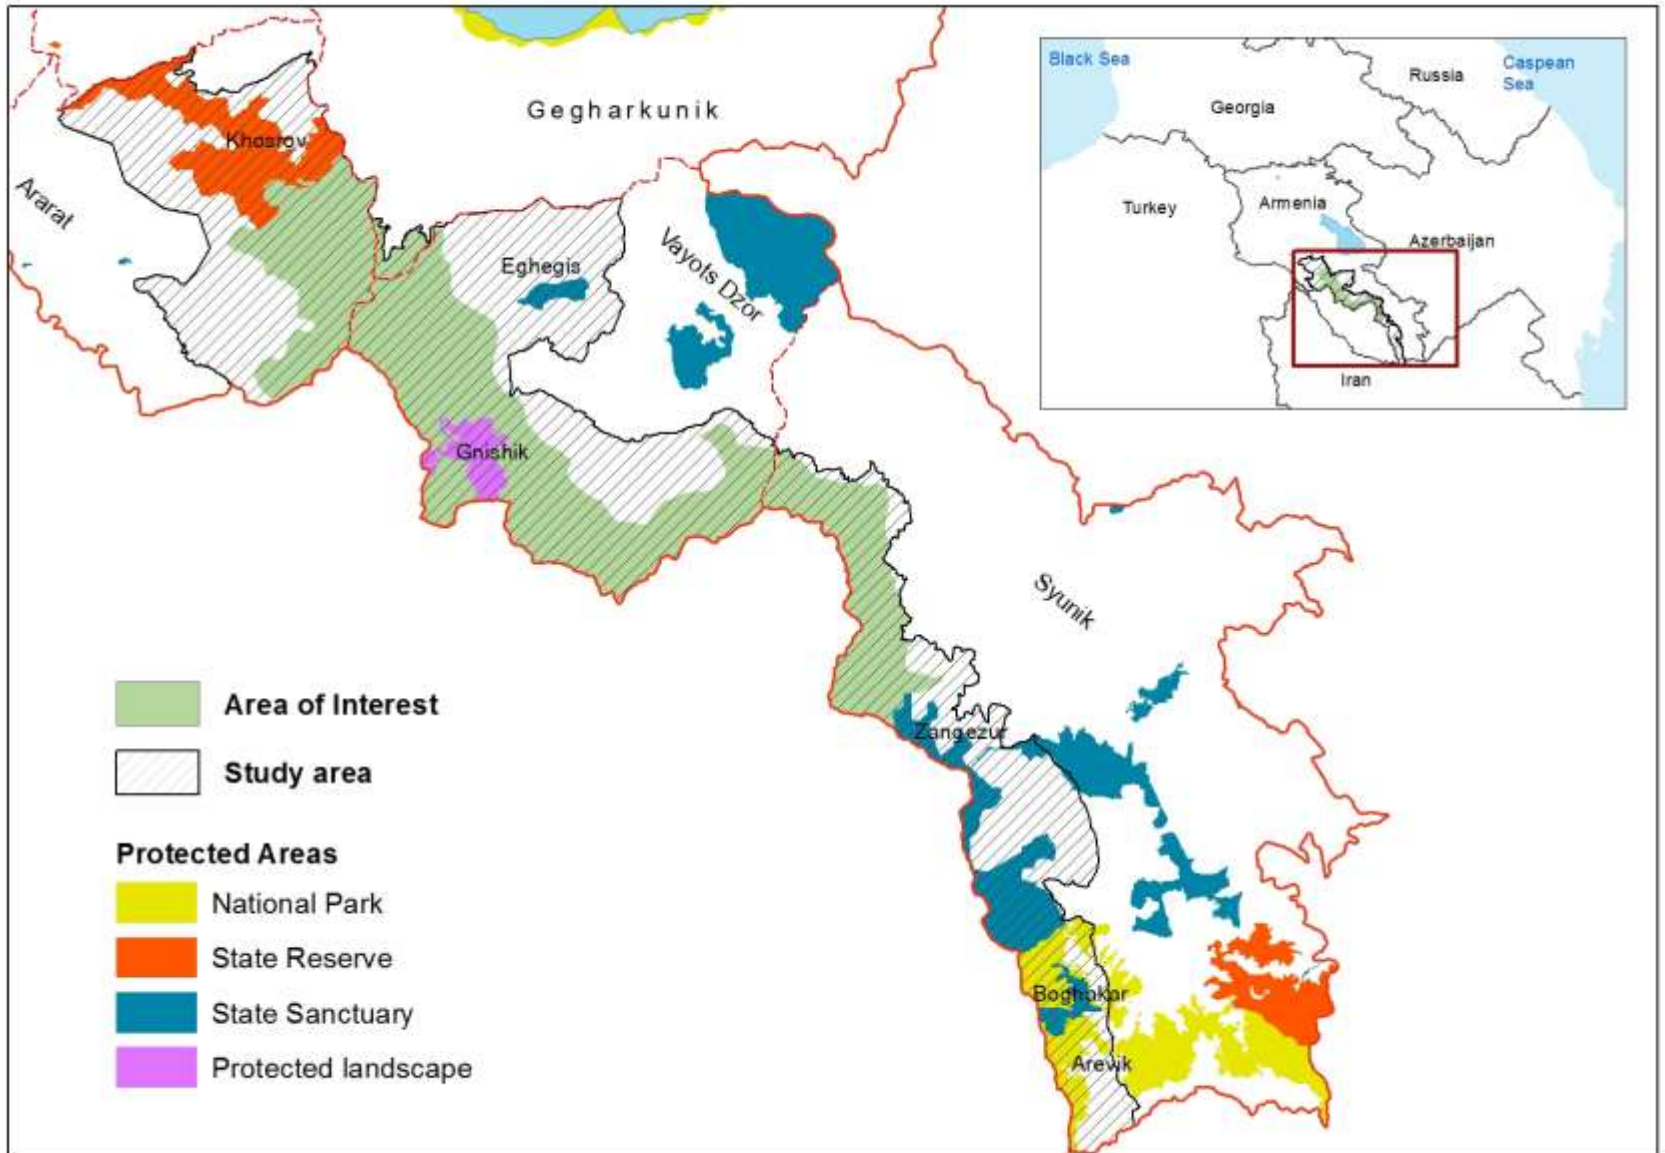 Black Sea
Caspean
Sea
Russia
Georgia
Turkey
Armenia
Azerbaijan
Iran
Gegharkunik
Khosrov
Ararat
Eghegis
Vayots Dzor
Gnishik
Syunik
Zangezur
Boghakar
Arevik
Area of Interest
Study area
Protected Areas
National Park
State Reserve
State Sanctuary
Protected landscape